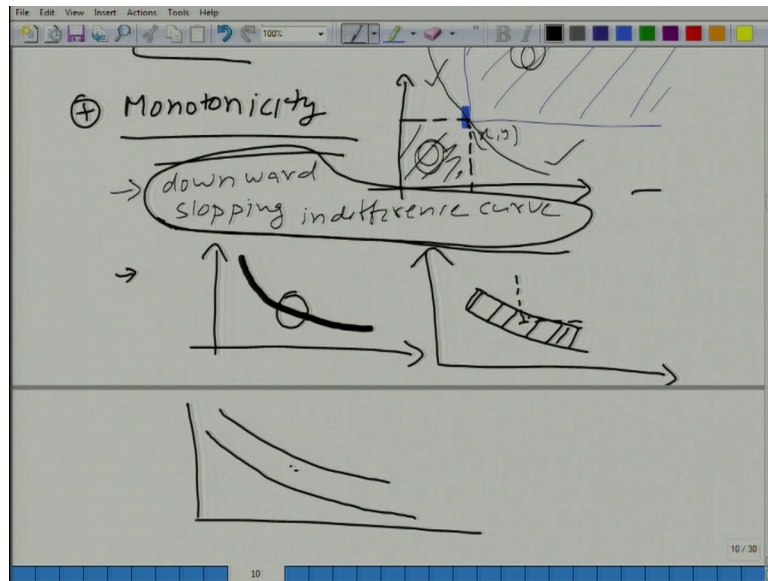 File Edit View Insert Actions Tools Help
100%
B I
+ Monotonicity
(x,y)
→ downward
slopping indifference curve
→
10 / 30
10